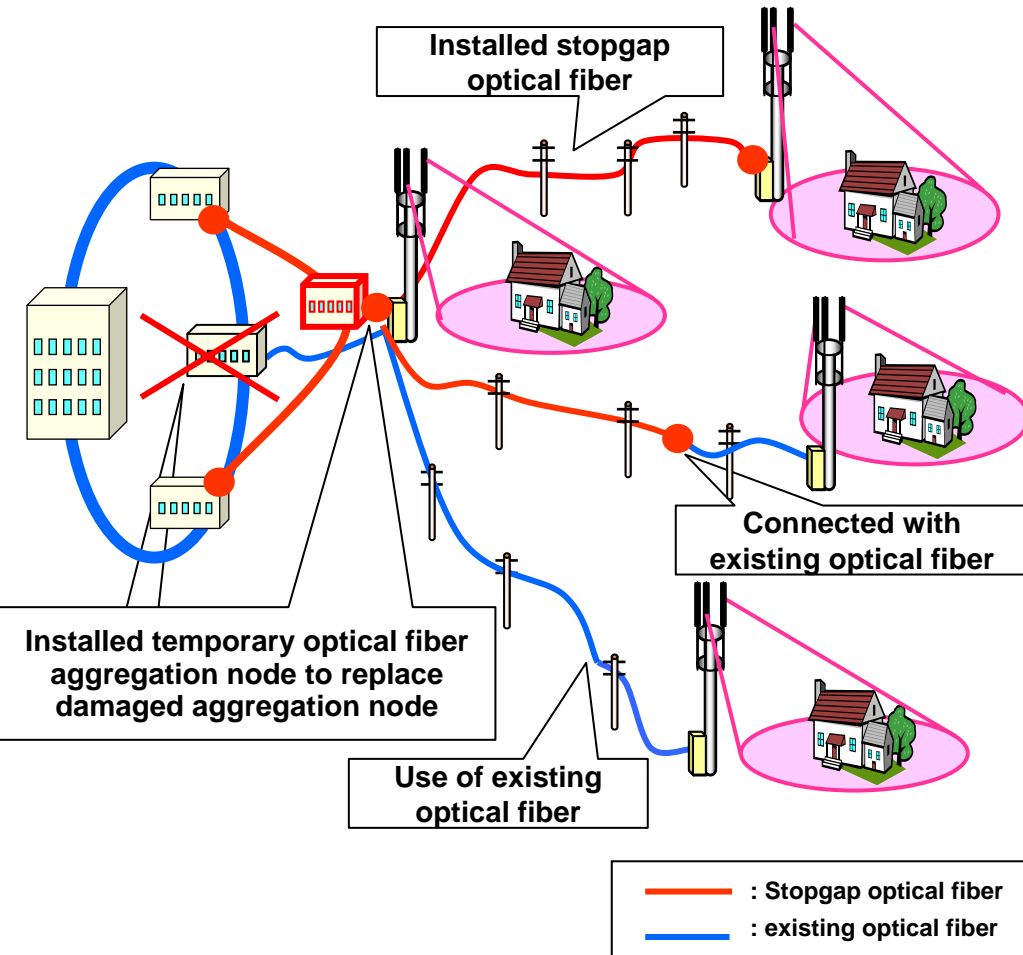 Installed stopgap
optical fiber
Connected with
existing optical fiber
Installed temporary optical fiber
aggregation node to replace
damaged aggregation node
Use of existing
optical fiber
: Stopgap optical fiber
: existing optical fiber